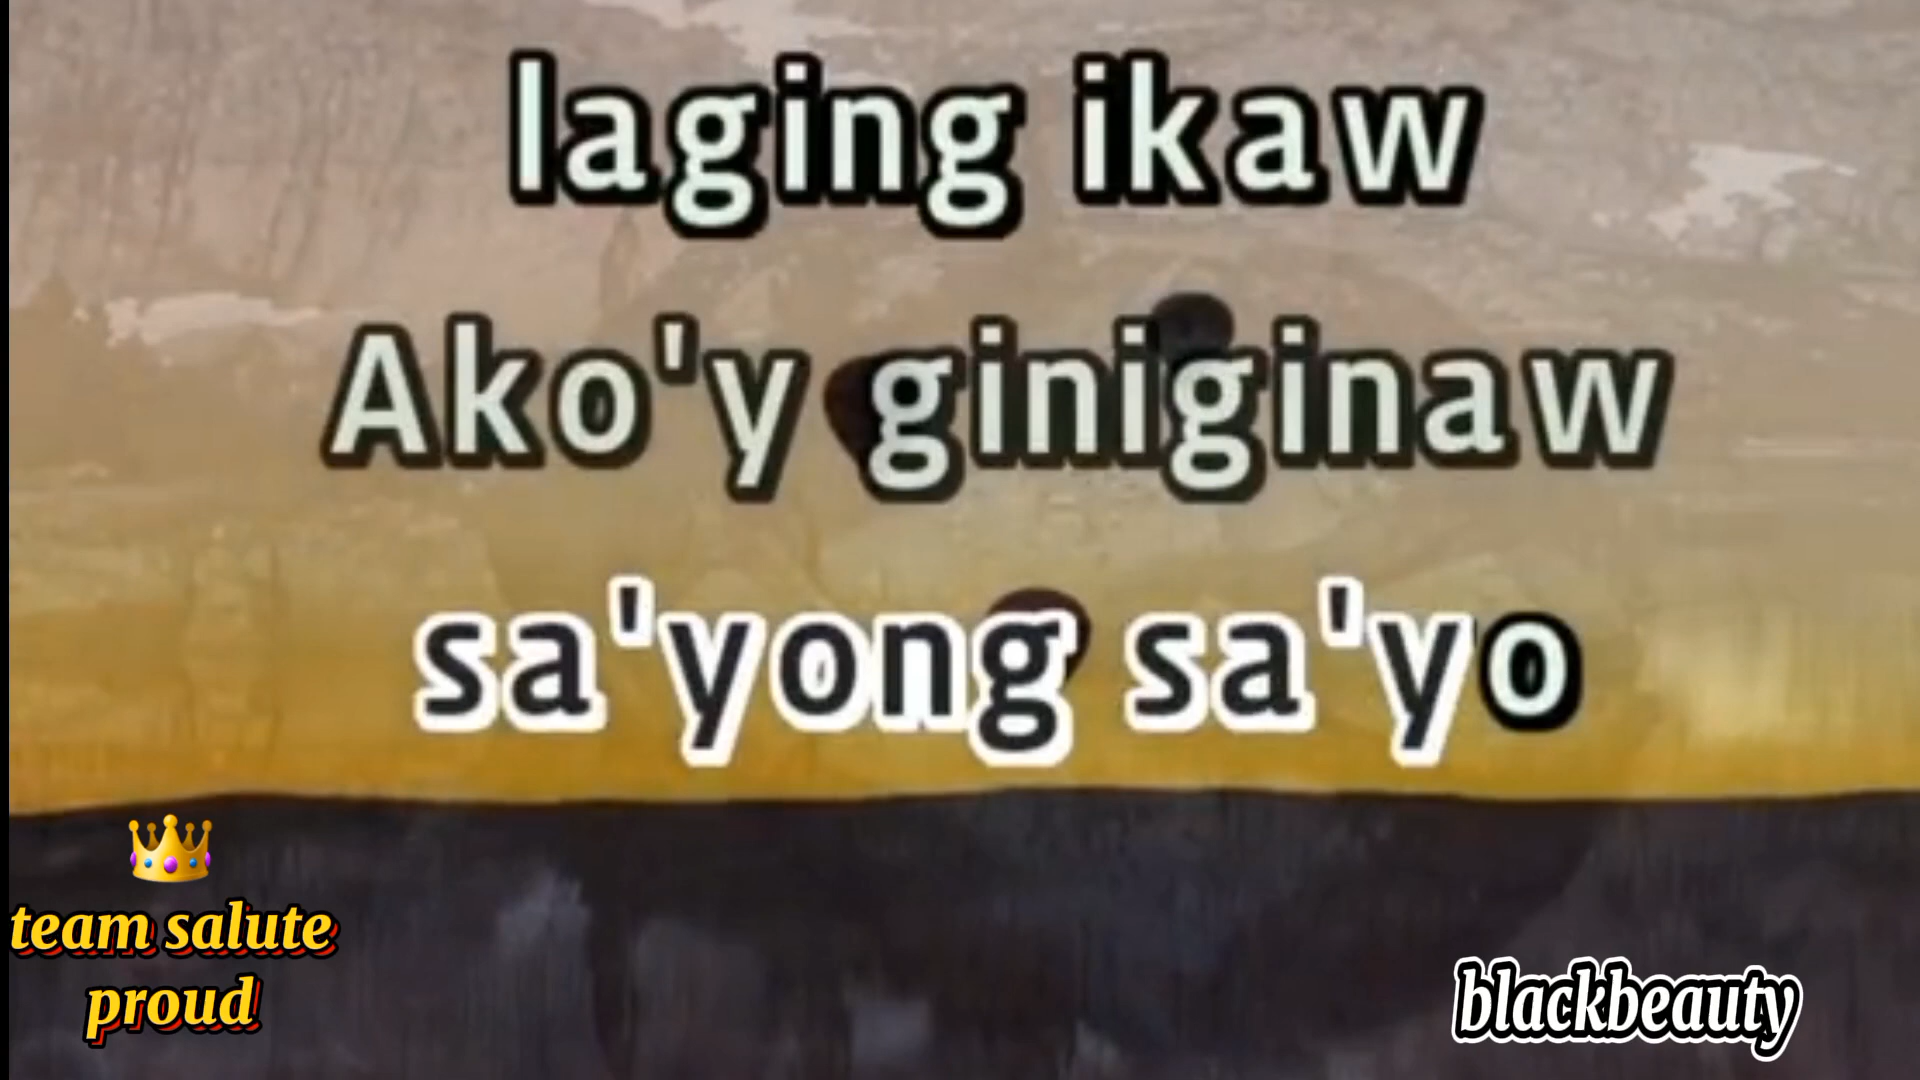 laging ikaw
Ako'y giniginaw
sa'yong sa'yo
team salute
proud
blackbeauty